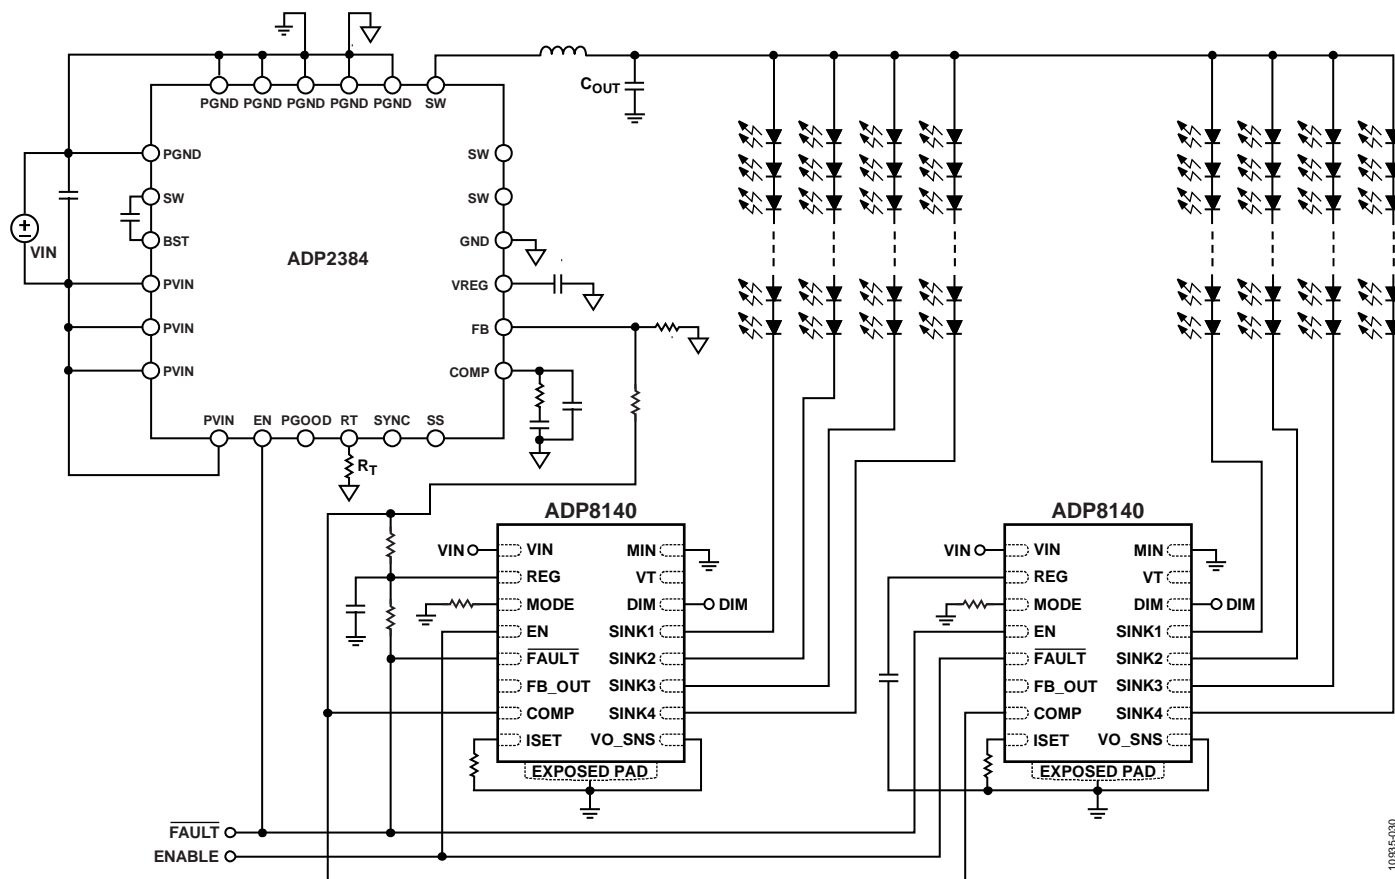 COUT
PGND PGND PGND PGND PGND SW
PGND
SW
SW
SW
BST
GND
VIN
ADP2384
PVIN
VREG
PVIN
FB
PVIN
COMP
PVIN EN PGOOD RT SYNC SS
RT
ADP8140
VIN
VIN
REG
MODE
EN
FAULT
FB_OUT
COMP
ISET
MIN
VT
DIM
DIM
SINK1
SINK2
SINK3
SINK4
VO_SNS
EXPOSED PAD
ADP8140
VIN
VIN
REG
MODE
EN
FAULT
FB_OUT
COMP
ISET
MIN
VT
DIM
DIM
SINK1
SINK2
SINK3
SINK4
VO_SNS
EXPOSED PAD
FAULT
ENABLE
10935-030